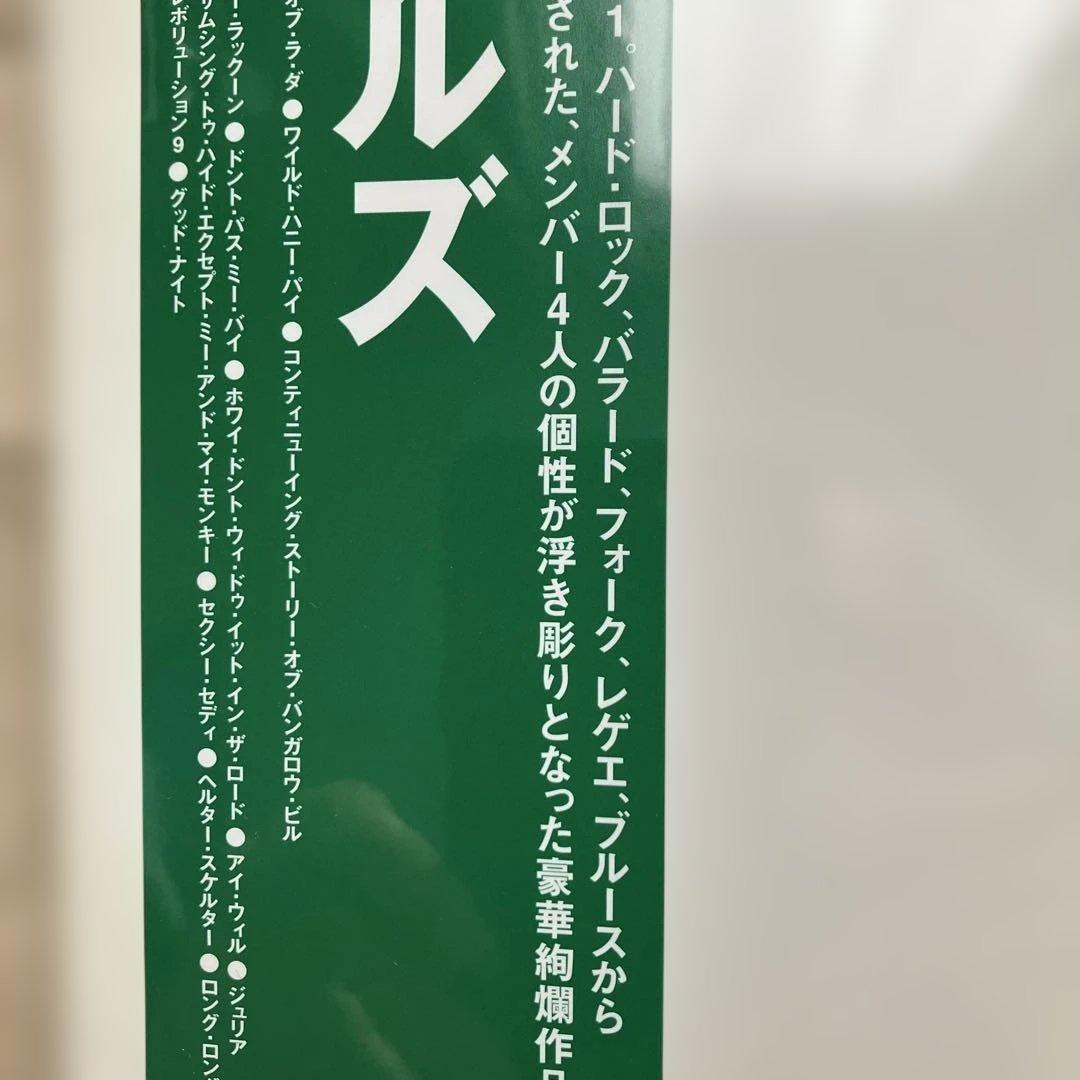 1。ハード・ロック、バラード、フォーク、レゲエ、ブルースから
された、メンバー4人の個性が浮き彫りとなった豪華絢爛作
ルズ
オブ・ラ・ダ ●ワイルド・ハニー・パイ ●コンティニューイング・ストーリー・オブ・バンガロウ・ビル
ー・ラックーン ●ドント・パス・ミー・バイ ●ホワイ・ドント・ウィ・ドゥ・イット・イン・ザ・ロード ●アイ・ウィル ●ジュリア
サムシング・トゥ・ハイド・エクセプト・ミー・アンド・マイ・モンキー ●セクシー・セディ ●ヘルター・スケルター ●ロング・ロング
レボリューション9 ●グッド・ナイト